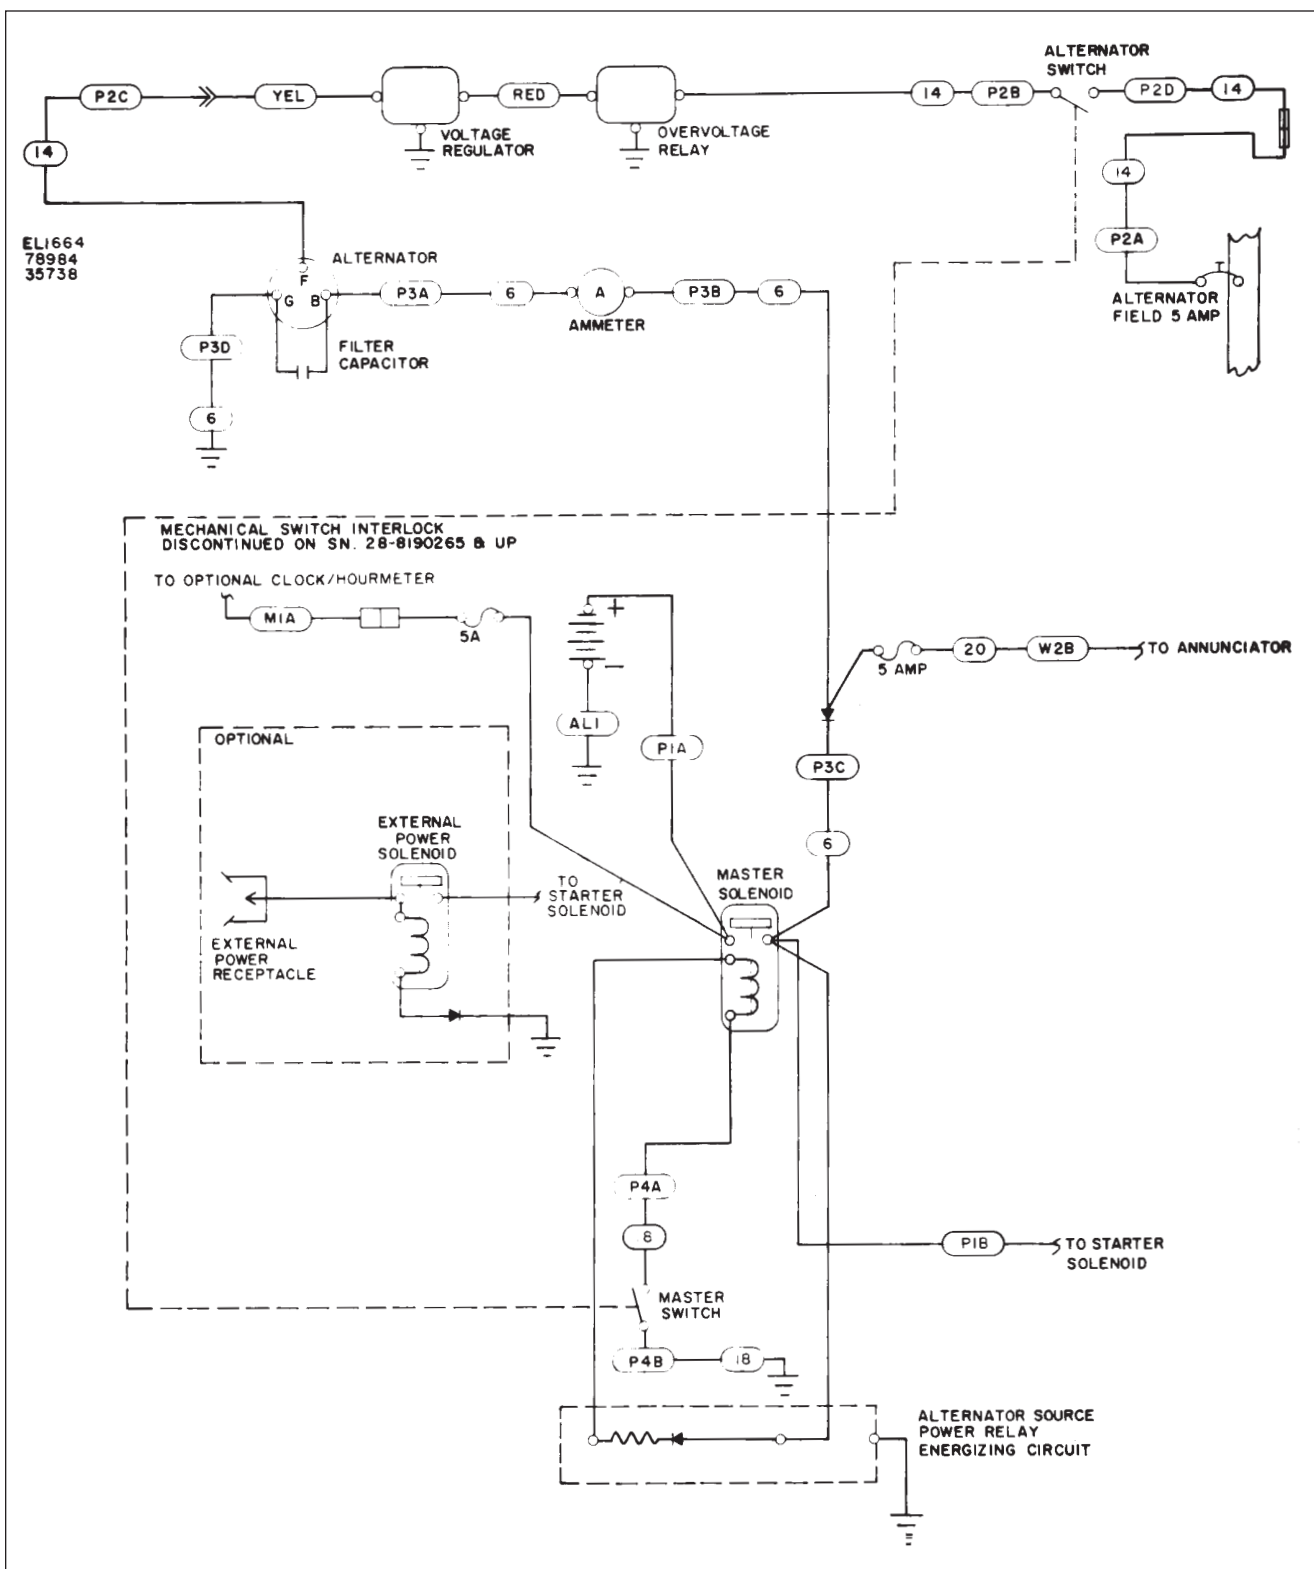 ALTERNATOR
SWITCH
P2C
YEL
RED
14
P2B
P2D
14
VOLTAGE
REGULATOR
OVERVOLTAGE
RELAY
14
14
P2A
EL1664
78984
35738
ALTERNATOR
F
G
B
P3A
6
A
P3B
6
AMMETER
ALTERNATOR
FIELD 5 AMP
P3D
FILTER
CAPACITOR
6
MECHANICAL SWITCH INTERLOCK
DISCONTINUED ON SN. 28-8190265 & UP
TO OPTIONAL CLOCK/HOURMETER
M1A
5A
+
−
5 AMP
20
W2B
TO ANNUNCIATOR
AL1
P1A
OPTIONAL
P3C
EXTERNAL
POWER
SOLENOID
6
MASTER
SOLENOID
TO
STARTER
SOLENOID
EXTERNAL
POWER
RECEPTACLE
P4A
18
P1B
TO STARTER
SOLENOID
MASTER
SWITCH
P4B
18
ALTERNATOR SOURCE
POWER RELAY
ENERGIZING CIRCUIT